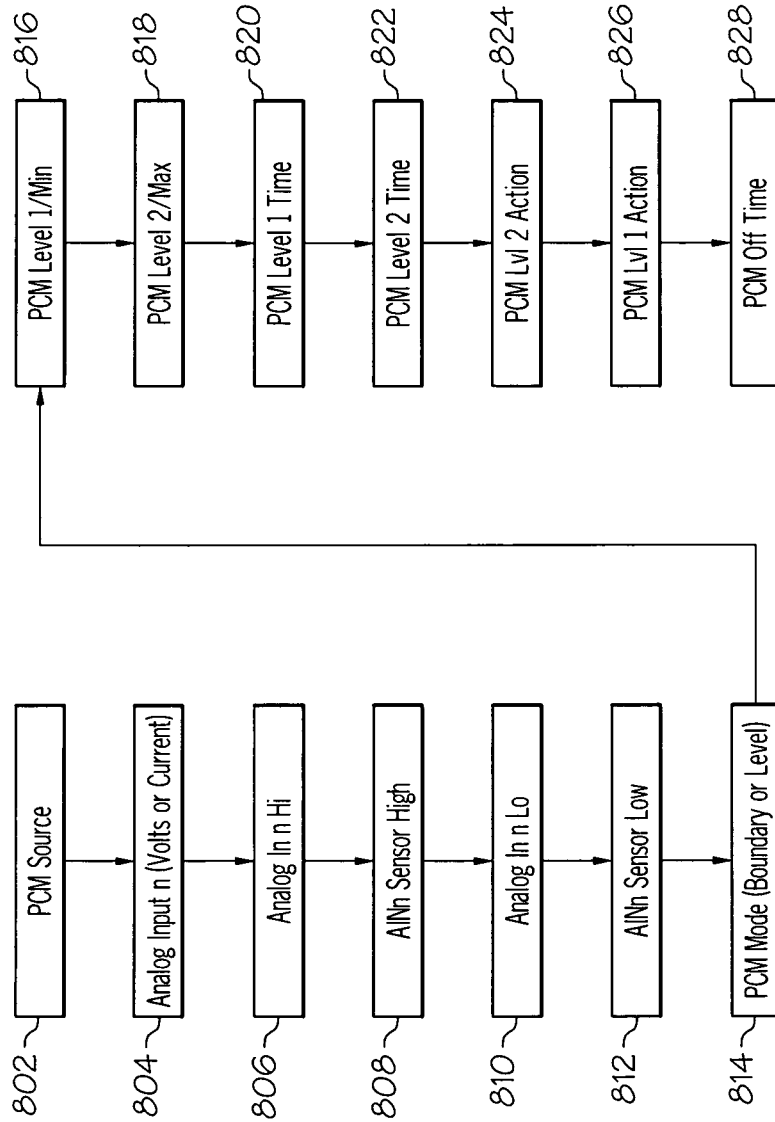 802
PCM Source
804
Analog Input n (Volts or Current)
806
Analog In n Hi
808
AINn Sensor High
810
Analog In n Lo
812
AINn Sensor Low
814
PCM Mode (Boundary or Level)
PCM Level 1/Min
816
PCM Level 2/Max
818
PCM Level 1 Time
820
PCM Level 2 Time
822
PCM Lvl 2 Action
824
PCM Lvl 1 Action
826
PCM Off Time
828